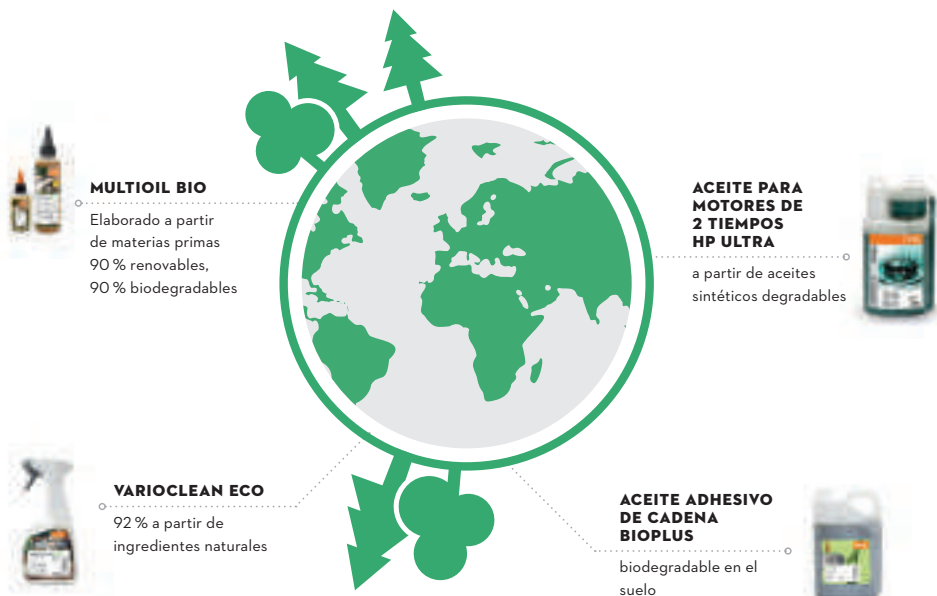 MULTIOIL BIO
Elaborado a partir
de materias primas
90 % renovables,
90 % biodegradables
ACEITE PARA
MOTORES DE
2 TIEMPOS
HP ULTRA
a partir de aceites
sintéticos degradables
VARIOCLEAN ECO
92 % a partir de
ingredientes naturales
ACEITE ADHESIVO
DE CADENA
BIOPLUS
biodegradable en el
suelo